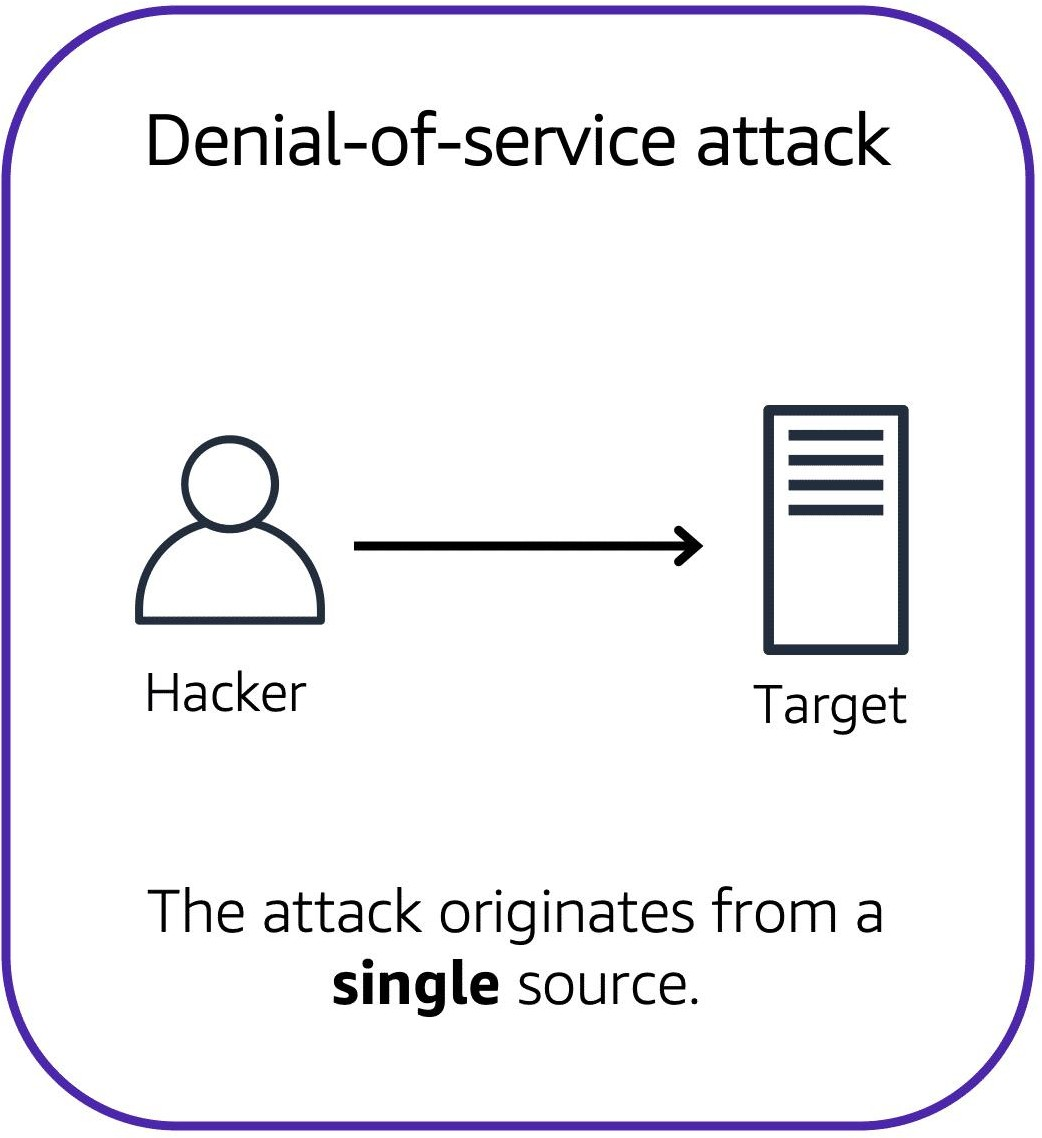 Denial-of-service attack
Hacker
Target
The attack originates from a
single source.